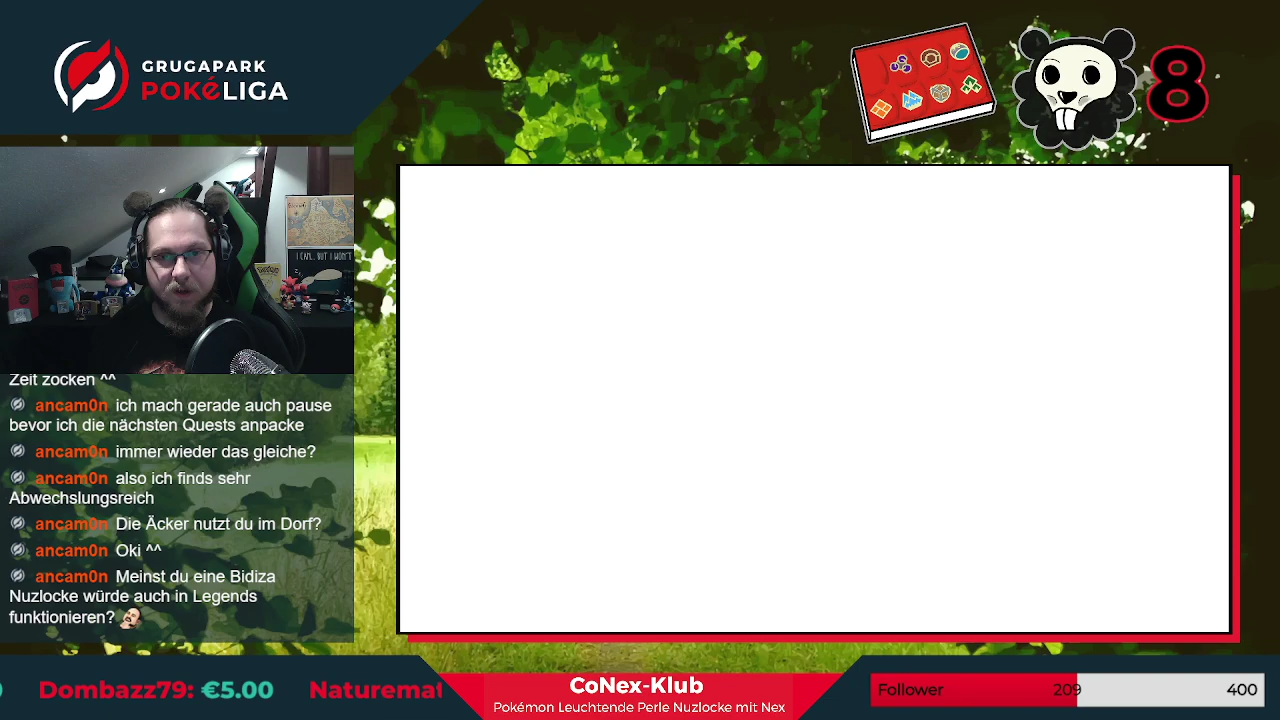 GRUGAPARK
POKéLIGA
8
I CAN.. BUT I WON'T
Zeit zocken ^^
ancam0n ich mach gerade auch pause
bevor ich die nächsten Quests anpacke
ancam0n immer wieder das gleiche?
ancam0n also ich finds sehr
Abwechslungsreich
ancam0n Die Äcker nutzt du im Dorf?
ancam0n Oki ^^
ancam0n Meinst du eine Bidiza
Nuzlocke würde auch in Legends
funktionieren?
Dombazz79: €5.00 Naturemat
CoNex-Klub
Pokémon Leuchtende Perle Nuzlocke mit Nex
Follower 209 400